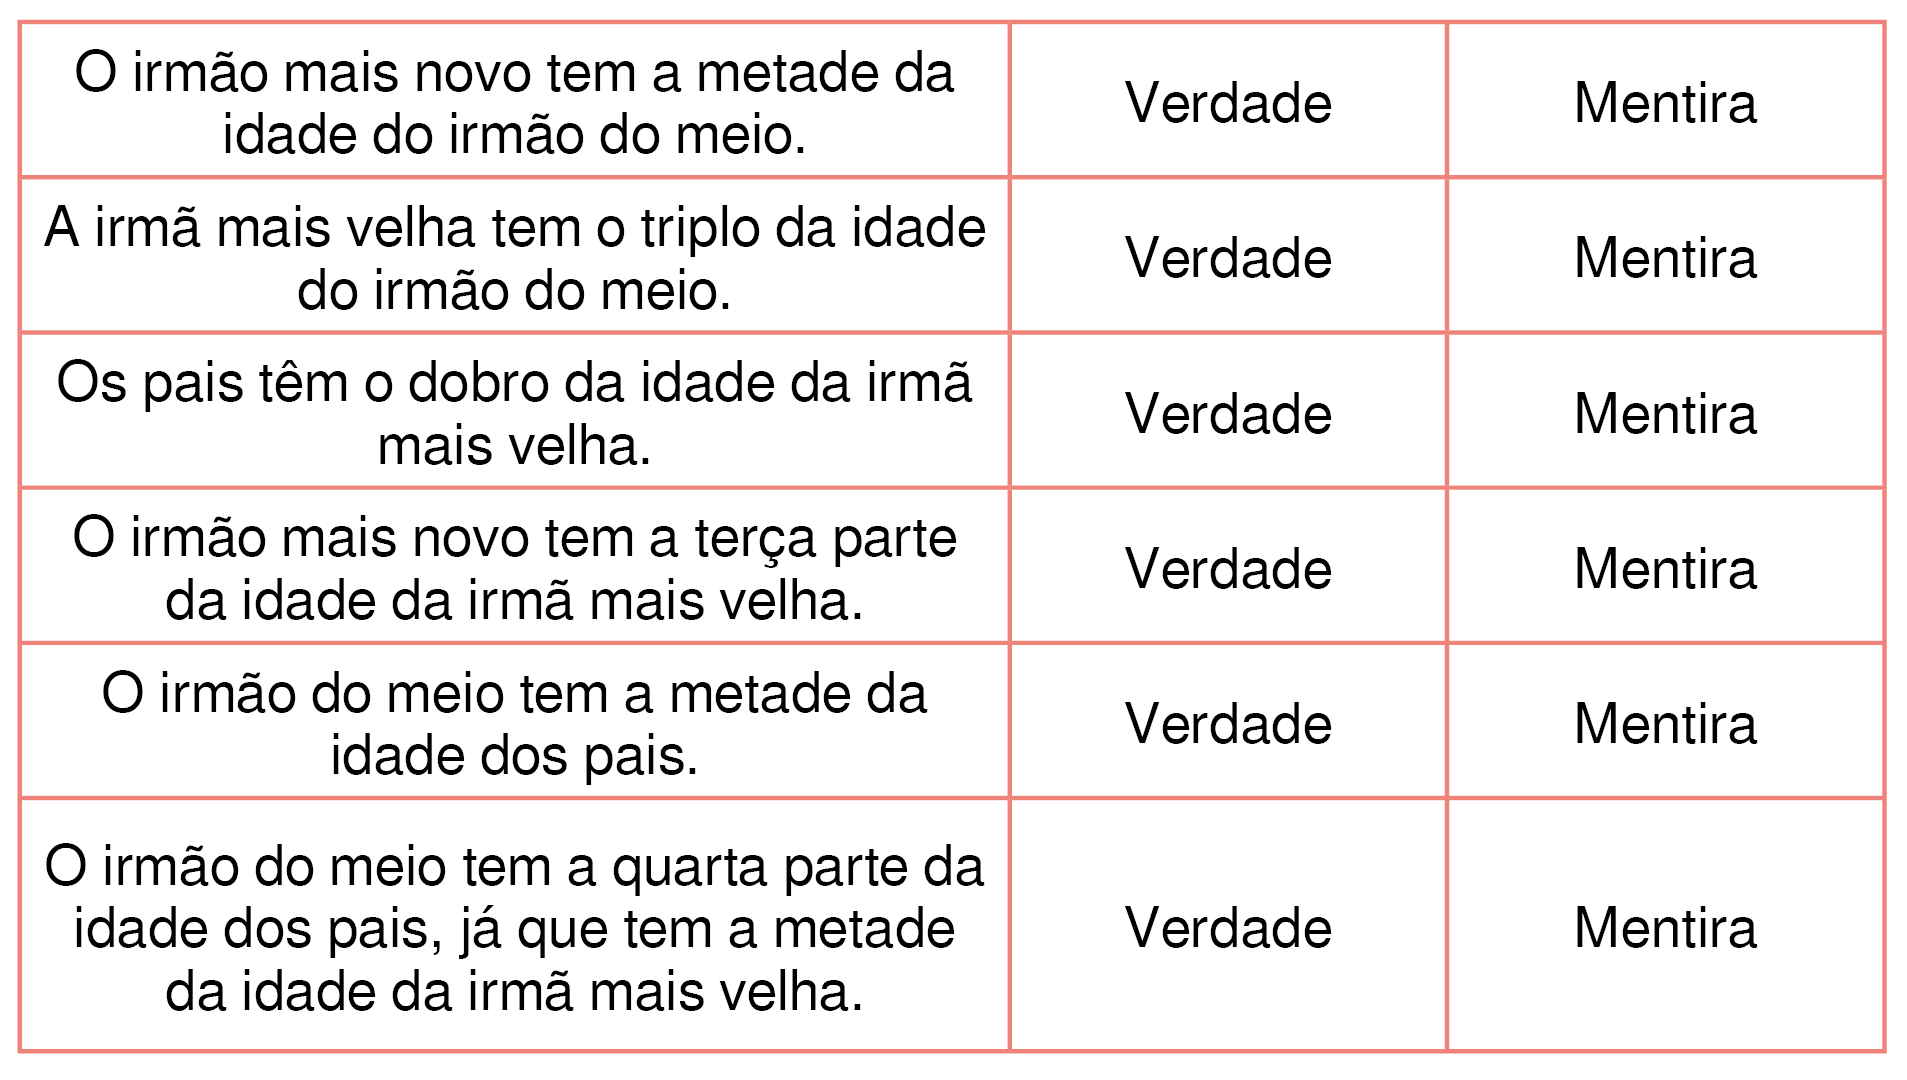 O irmão mais novo tem a metade da
idade do irmão do meio.
Verdade
Mentira
A irmã mais velha tem o triplo da idade
do irmão do meio.
Verdade
Mentira
Os pais têm o dobro da idade da irmã
mais velha.
Verdade
Mentira
O irmão mais novo tem a terça parte
da idade da irmã mais velha.
Verdade
Mentira
O irmão do meio tem a metade da
idade dos pais.
Verdade
Mentira
O irmão do meio tem a quarta parte da
idade dos pais, já que tem a metade
da idade da irmã mais velha.
Verdade
Mentira